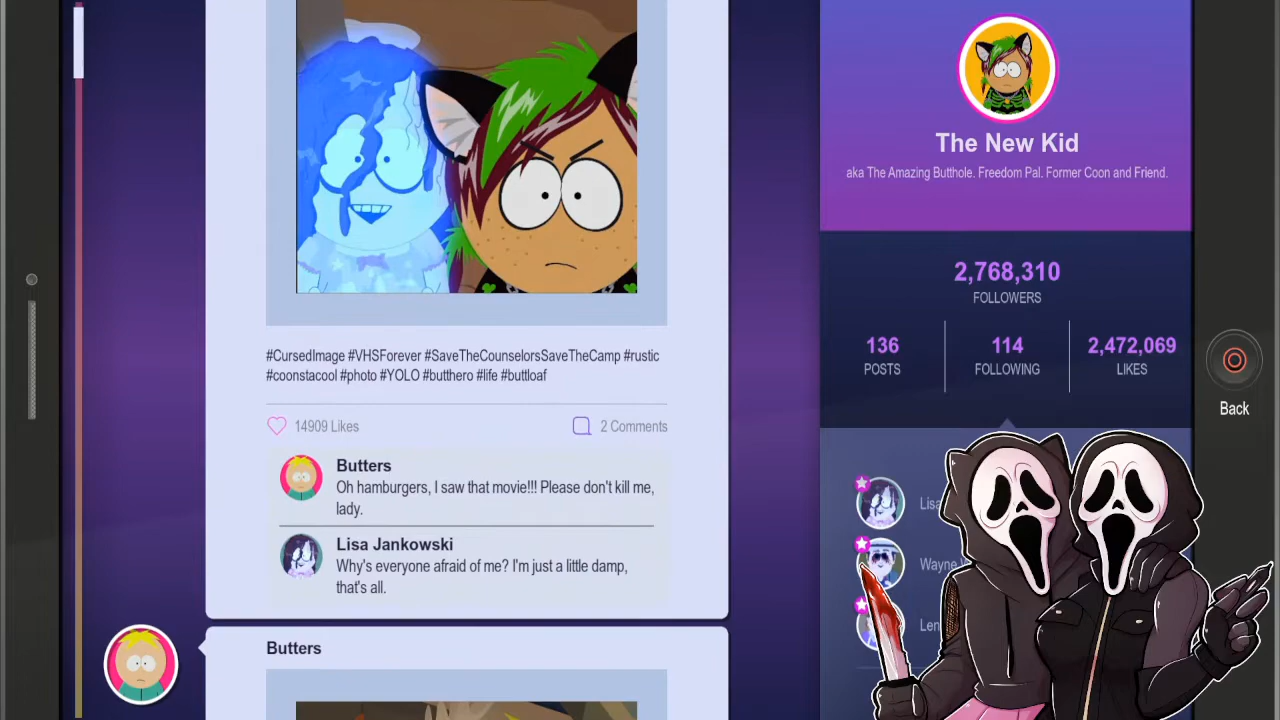 #CursedImage #VHSForever #SaveTheCounselorsSaveTheCamp #rustic
#coonstacool #photo #YOLO #butthero #life #buttloaf
14909 Likes
2 Comments
Butters
Oh hamburgers, I saw that movie!!! Please don't kill me,
lady.
Lisa Jankowski
Why's everyone afraid of me? I'm just a little damp,
that's all.
Butters
The New Kid
aka The Amazing Butthole. Freedom Pal. Former Coon and Friend.
2,768,310
FOLLOWERS
136
POSTS
114
FOLLOWING
2,472,069
LIKES
Lisa
Wayne
Len
Back